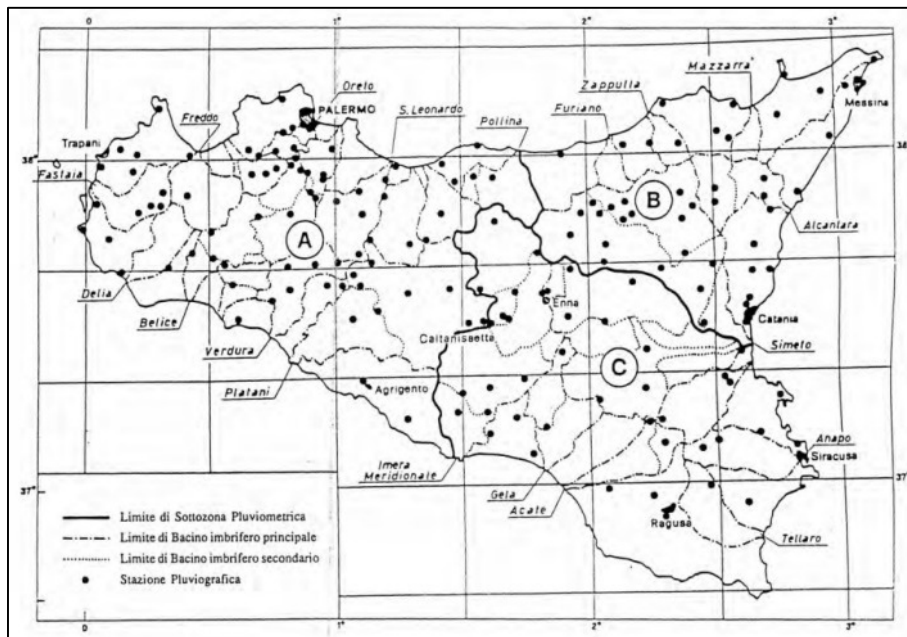 0
1°
2°
3°
Mazzarrà
Orelo
Zappulla
Messina
PALERMO
S. Leonardo
Furiano
Freddo
Pollina
Trapani
38°
38°
Fastaia
B
A
Alcantara
Delia
Enna
Belice
Catania
Caltanissetta
Simeto
Verdura
C
Platani
Agrigento
Anapo
Siracusa
Imera
Meridionale
37°
37°
Gela
Acate
Ragusa
Tellaro
Limite di Sottozona Pluviometrica
Limite di Bacino imbrifero principale
Limite di Bacino imbrifero secondario
Stazione Pluviografica
0
1°
2°
3°